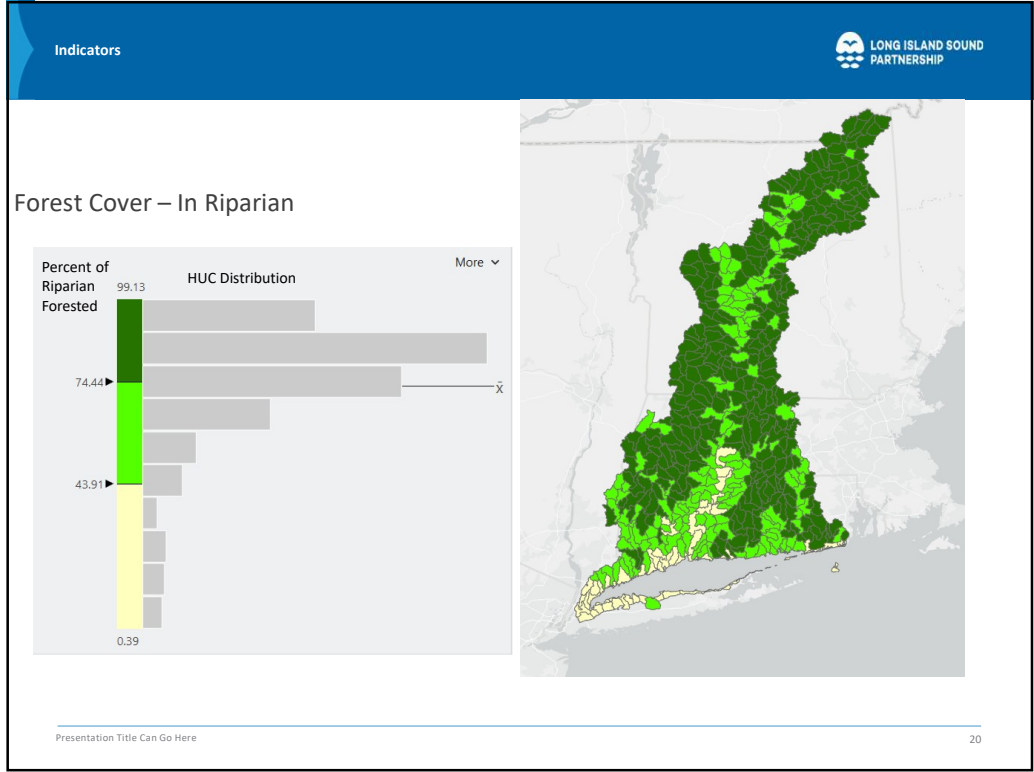 Indicators
LONG ISLAND SOUND
PARTNERSHIP
Forest Cover – In Riparian
More
Percent of
Riparian
Forested
99.13
HUC Distribution
74.44
x̄
43.91
0.39
Presentation Title Can Go Here
20